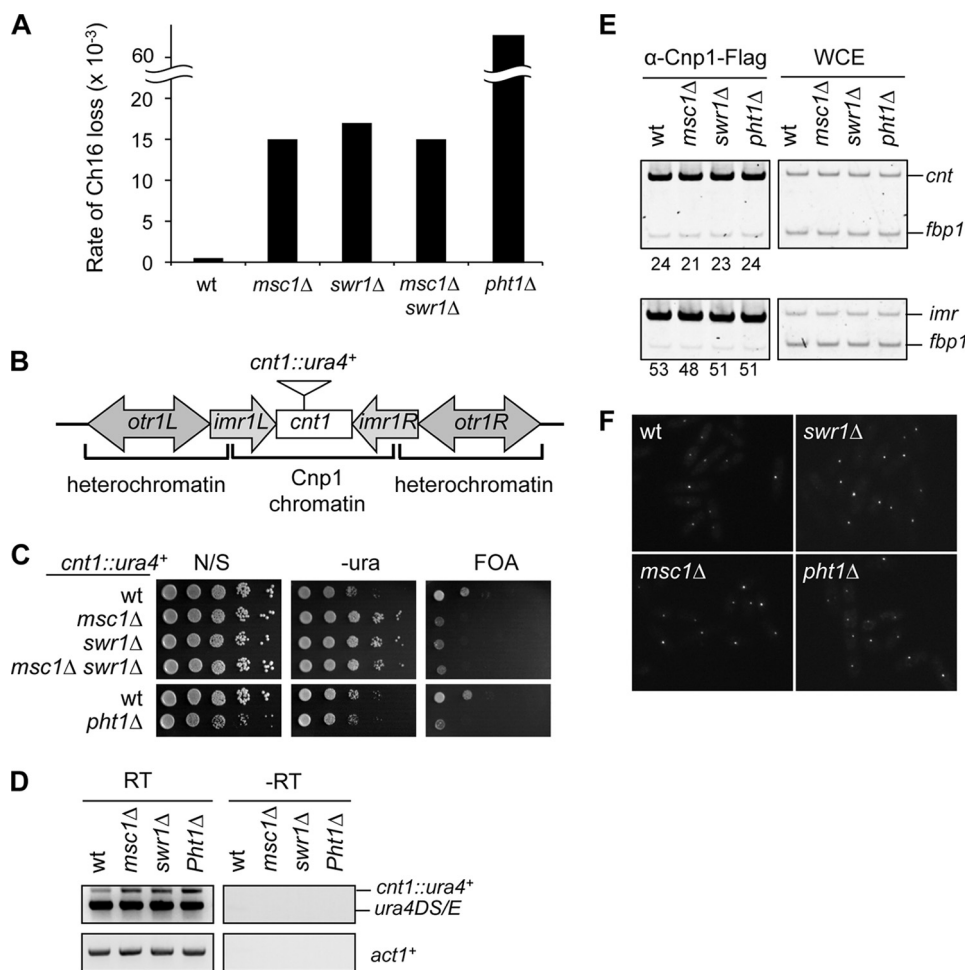 A
Rate of Ch16 loss (x 10⁻³)
60
20
15
10
5
0
wt
msc1Δ
swr1Δ
msc1Δ
swr1Δ
pht1Δ
B
cnt1::ura4⁺
otr1L
imr1L
cnt1
imr1R
otr1R
heterochromatin
Cnp1
chromatin
heterochromatin
C
cnt1::ura4⁺
N/S
-ura
FOA
wt
msc1Δ
swr1Δ
msc1Δ swr1Δ
wt
pht1Δ
D
RT
-RT
wt
msc1Δ
swr1Δ
Pht1Δ
wt
msc1Δ
swr1Δ
Pht1Δ
cnt1::ura4⁺
ura4DS/E
act1⁺
E
α-Cnp1-Flag
WCE
wt
msc1Δ
swr1Δ
pht1Δ
wt
msc1Δ
swr1Δ
pht1Δ
cnt
fbp1
24 21 23 24
imr
fbp1
53 48 51 51
F
wt
swr1Δ
msc1Δ
pht1Δ